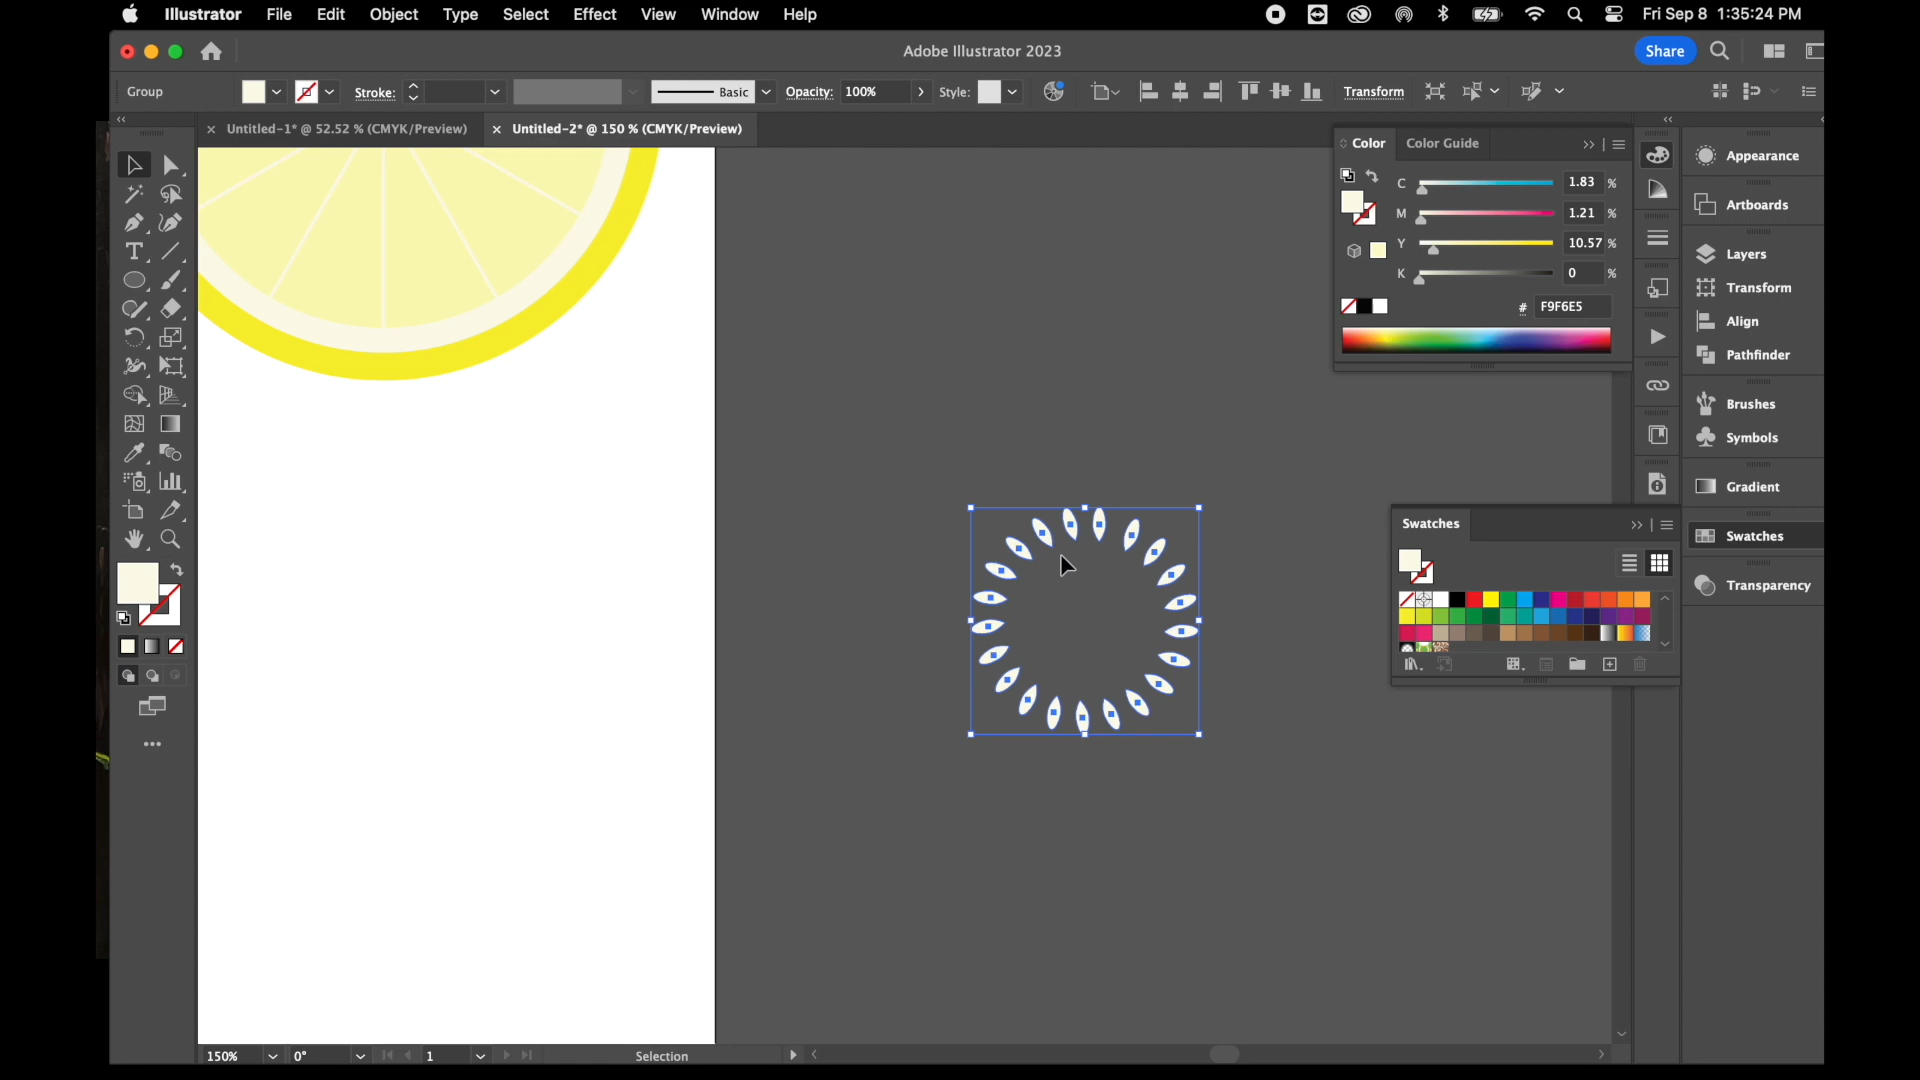 Illustrator File Edit Object Type Select Effect View Window Help Fri Sep 8 1:35:24 PM
Adobe Illustrator 2023 Share
Group Stroke: Basic Opacity: 100% Style: Transform
Untitled-1* @ 52.52 % (CMYK/Preview) Untitled-2* @ 150 % (CMYK/Preview)
Color Color Guide
C 1.83 %
M 1.21 %
Y 10.57 %
K 0 %
# F9F6E5
Appearance
Artboards
Layers
Transform
Align
Pathfinder
Brushes
Symbols
Gradient
Swatches
Transparency
Swatches
150% 0° 1 Selection